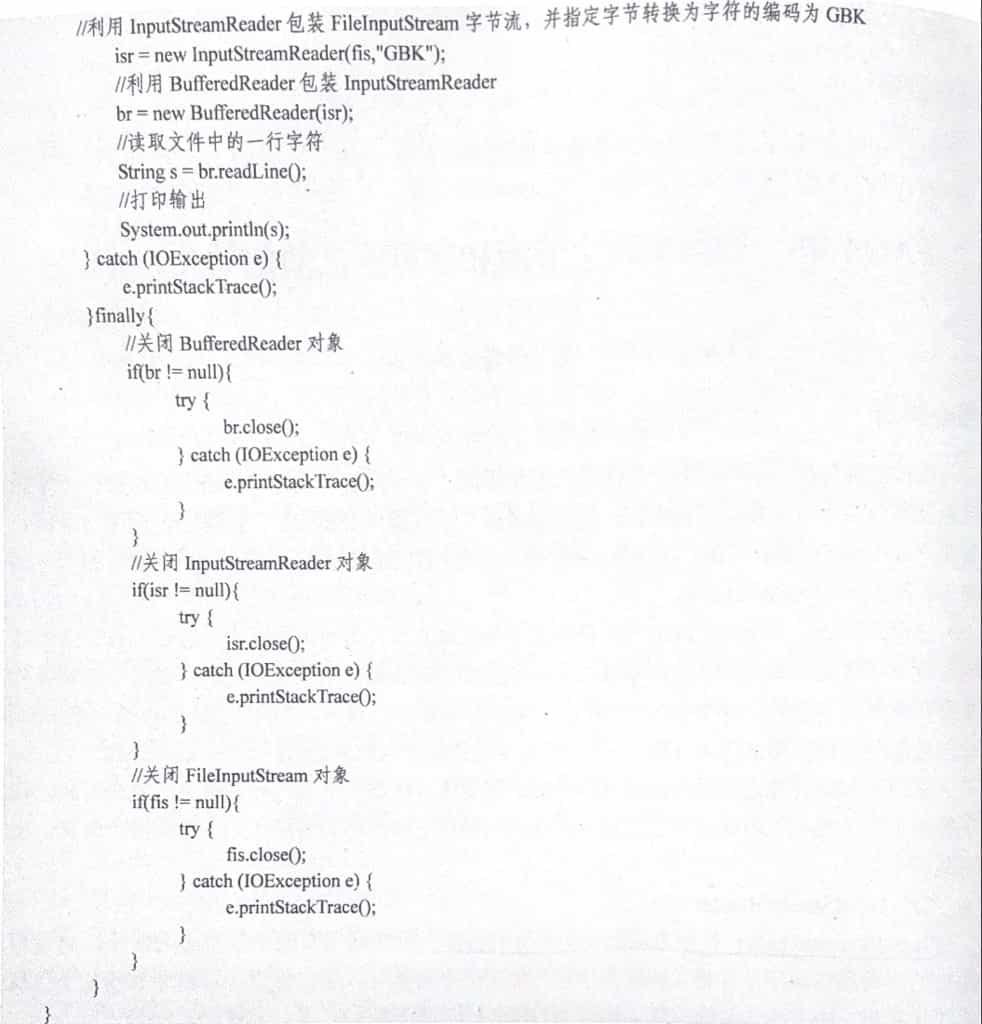 //利用 InputStreamReader 包装 FileInputStream 字节流，并指定字节转换为字符的编码为 GBK
isr = new InputStreamReader(fis,"GBK");
//利用 BufferedReader 包装 InputStreamReader
br = new BufferedReader(isr);
//读取文件中的一行字符
String s = br.readLine();
//打印输出
System.out.println(s);
} catch (IOException e) {
e.printStackTrace();
}finally{
//关闭 BufferedReader 对象
if(br != null){
try {
br.close();
} catch (IOException e) {
e.printStackTrace();
}
}
//关闭 InputStreamReader 对象
if(isr != null){
try {
isr.close();
} catch (IOException e) {
e.printStackTrace();
}
}
//关闭 FileInputStream 对象
if(fis != null){
try {
fis.close();
} catch (IOException e) {
e.printStackTrace();
}
}
}
}